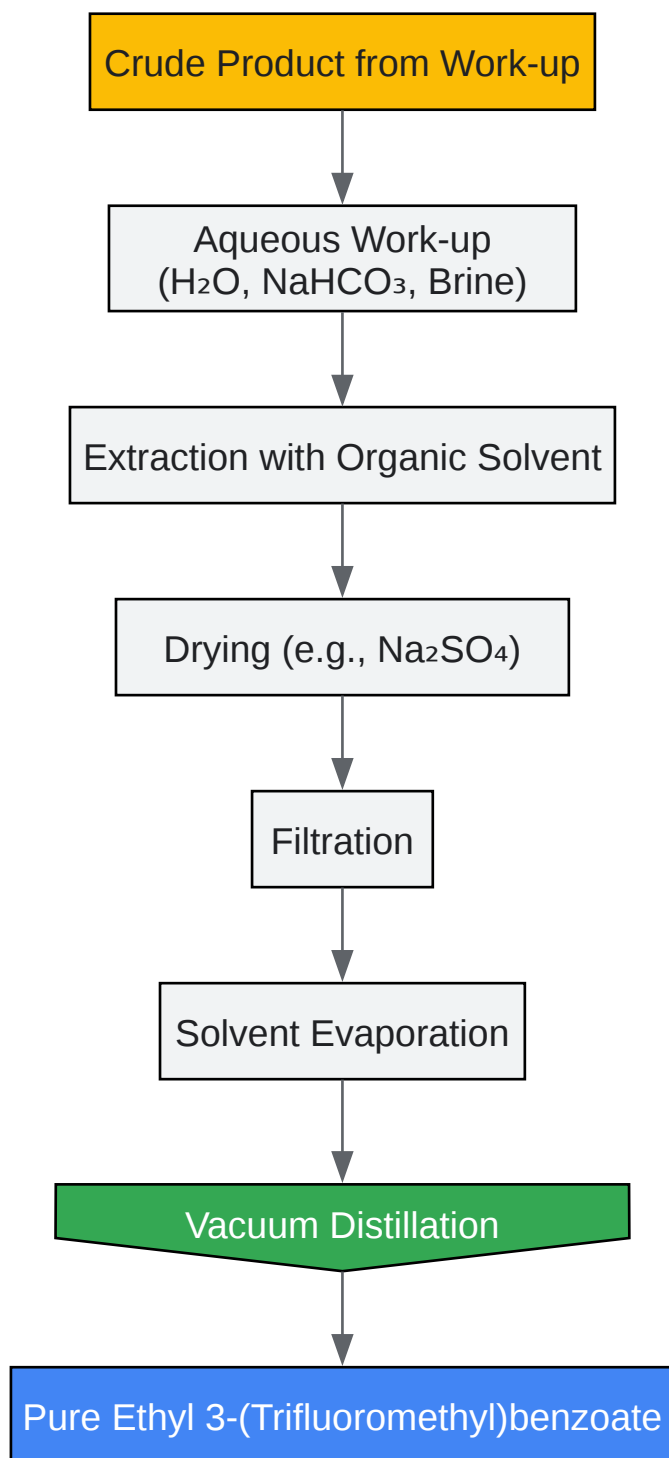 Crude Product from Work-up
Aqueous Work-up
(H₂O, NaHCO₃, Brine)
Extraction with Organic Solvent
Drying (e.g., Na₂SO₄)
Filtration
Solvent Evaporation
Vacuum Distillation
Pure Ethyl 3-(Trifluoromethyl)benzoate